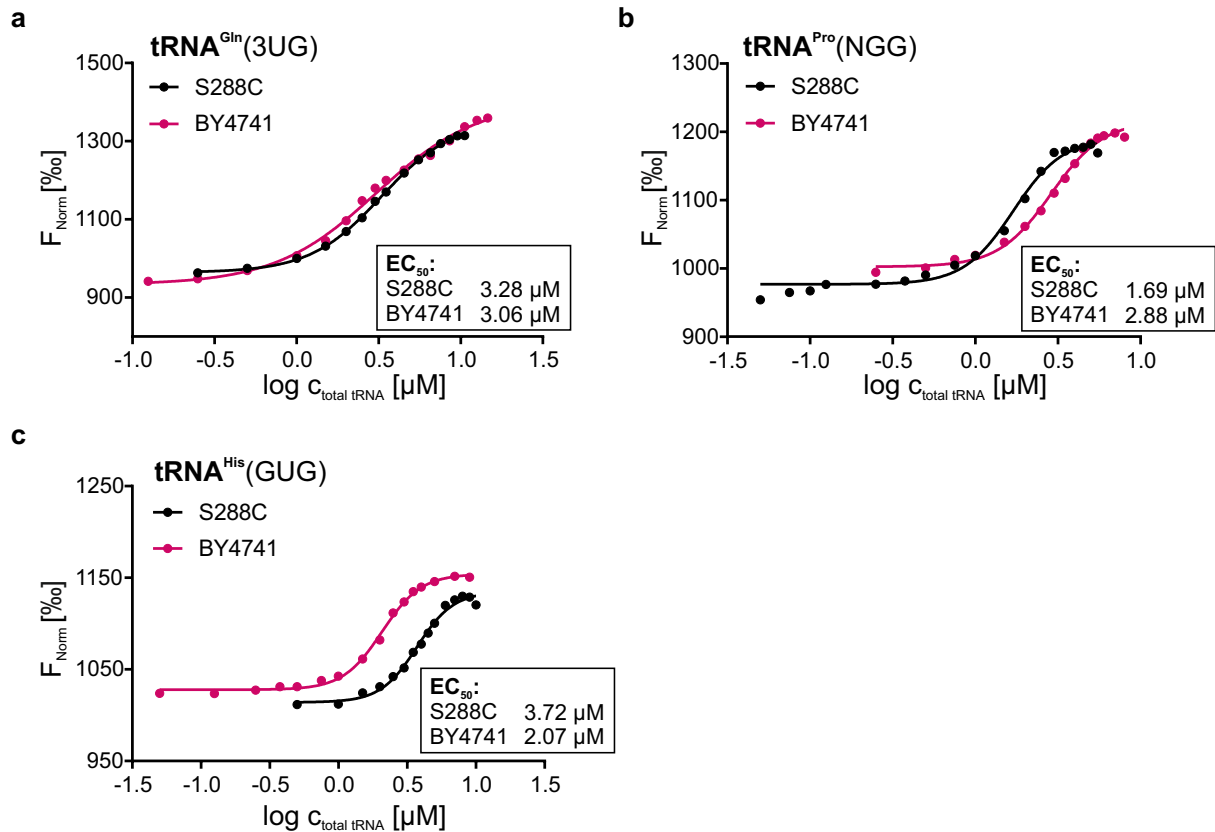 a
tRNA^Gln(3UG)
S288C
BY4741
1500
1300
1100
900
F_Norm [‰]
EC_50:
S288C 3.28 µM
BY4741 3.06 µM
-1.0 -0.5 0.0 0.5 1.0 1.5
log c_total tRNA [µM]
b
tRNA^Pro(NGG)
S288C
BY4741
1300
1200
1100
1000
900
F_Norm [‰]
EC_50:
S288C 1.69 µM
BY4741 2.88 µM
-1.5 -1.0 -0.5 0.0 0.5 1.0 1.5
log c_total tRNA [µM]
c
tRNA^His(GUG)
S288C
BY4741
1250
1150
1050
950
F_Norm [‰]
EC_50:
S288C 3.72 µM
BY4741 2.07 µM
-1.5 -1.0 -0.5 0.0 0.5 1.0 1.5
log c_total tRNA [µM]